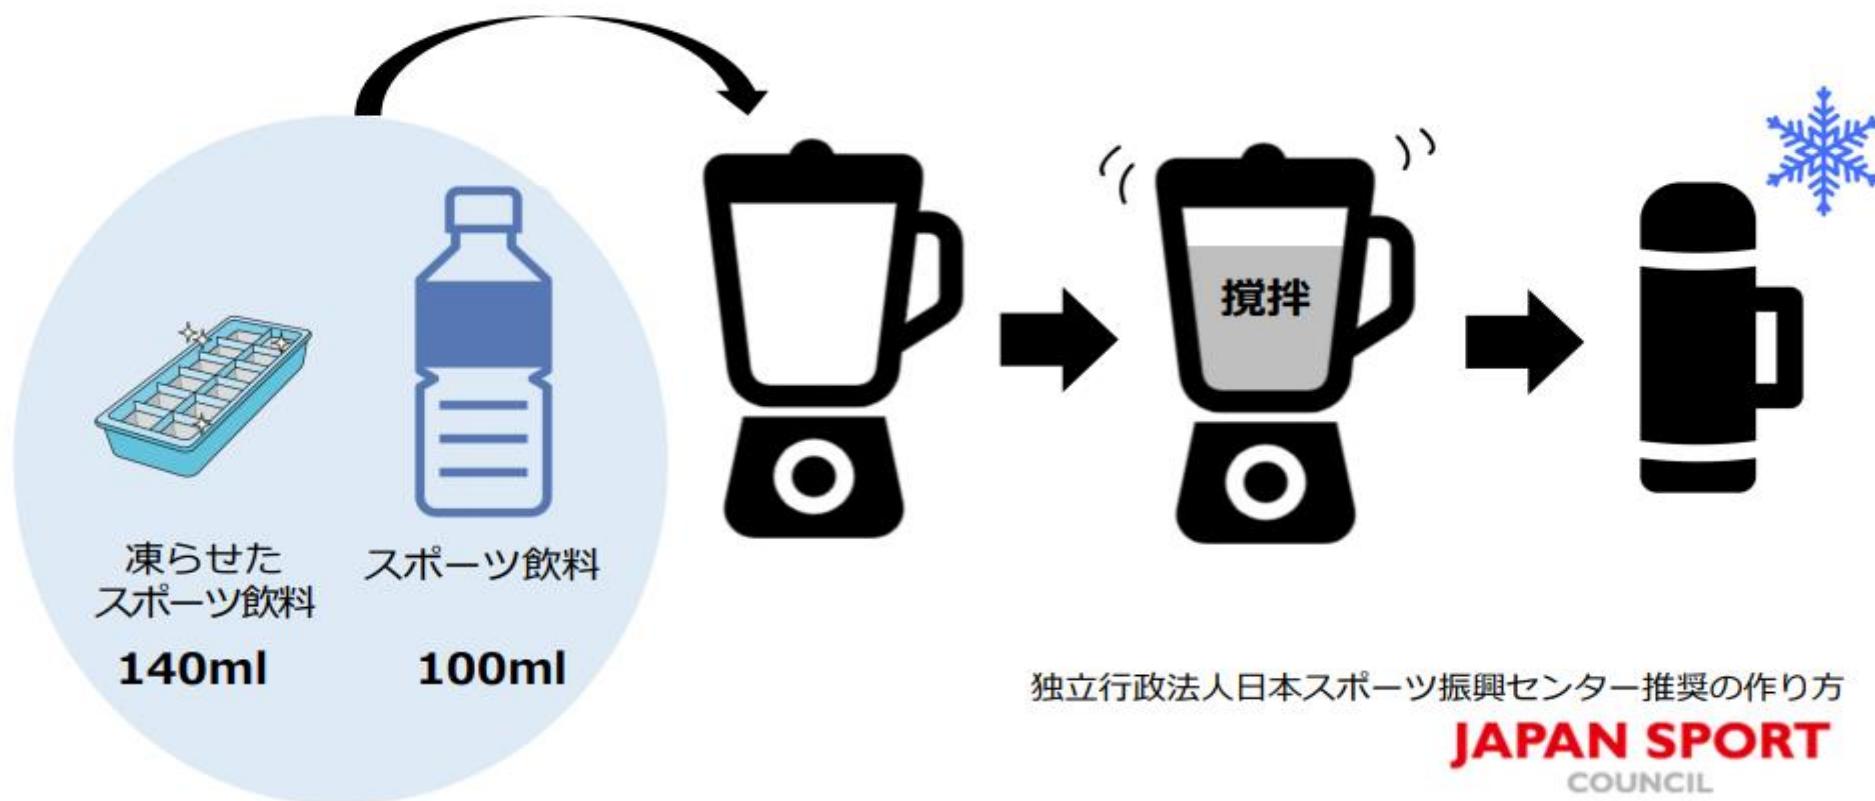 凍らせた
スポーツ飲料
140ml
スポーツ飲料
100ml
撹拌
独立行政法人日本スポーツ振興センター推奨の作り方
JAPAN SPORT
COUNCIL